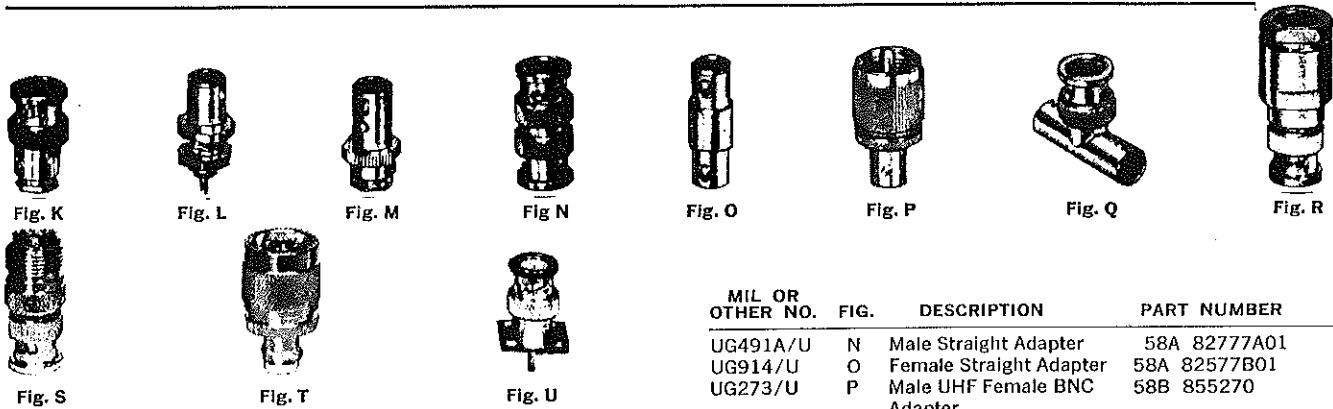 Fig. K Fig. L Fig. M Fig N Fig. O Fig. P Fig. Q Fig. R
Fig. S Fig. T Fig. U
MIL OR
OTHER NO. FIG. DESCRIPTION PART NUMBER
UG491A/U N Male Straight Adapter 58A 82777A01
UG914/U O Female Straight Adapter 58A 82577B01
UG273/U P Male UHF Female BNC 58B 855270
Adapter